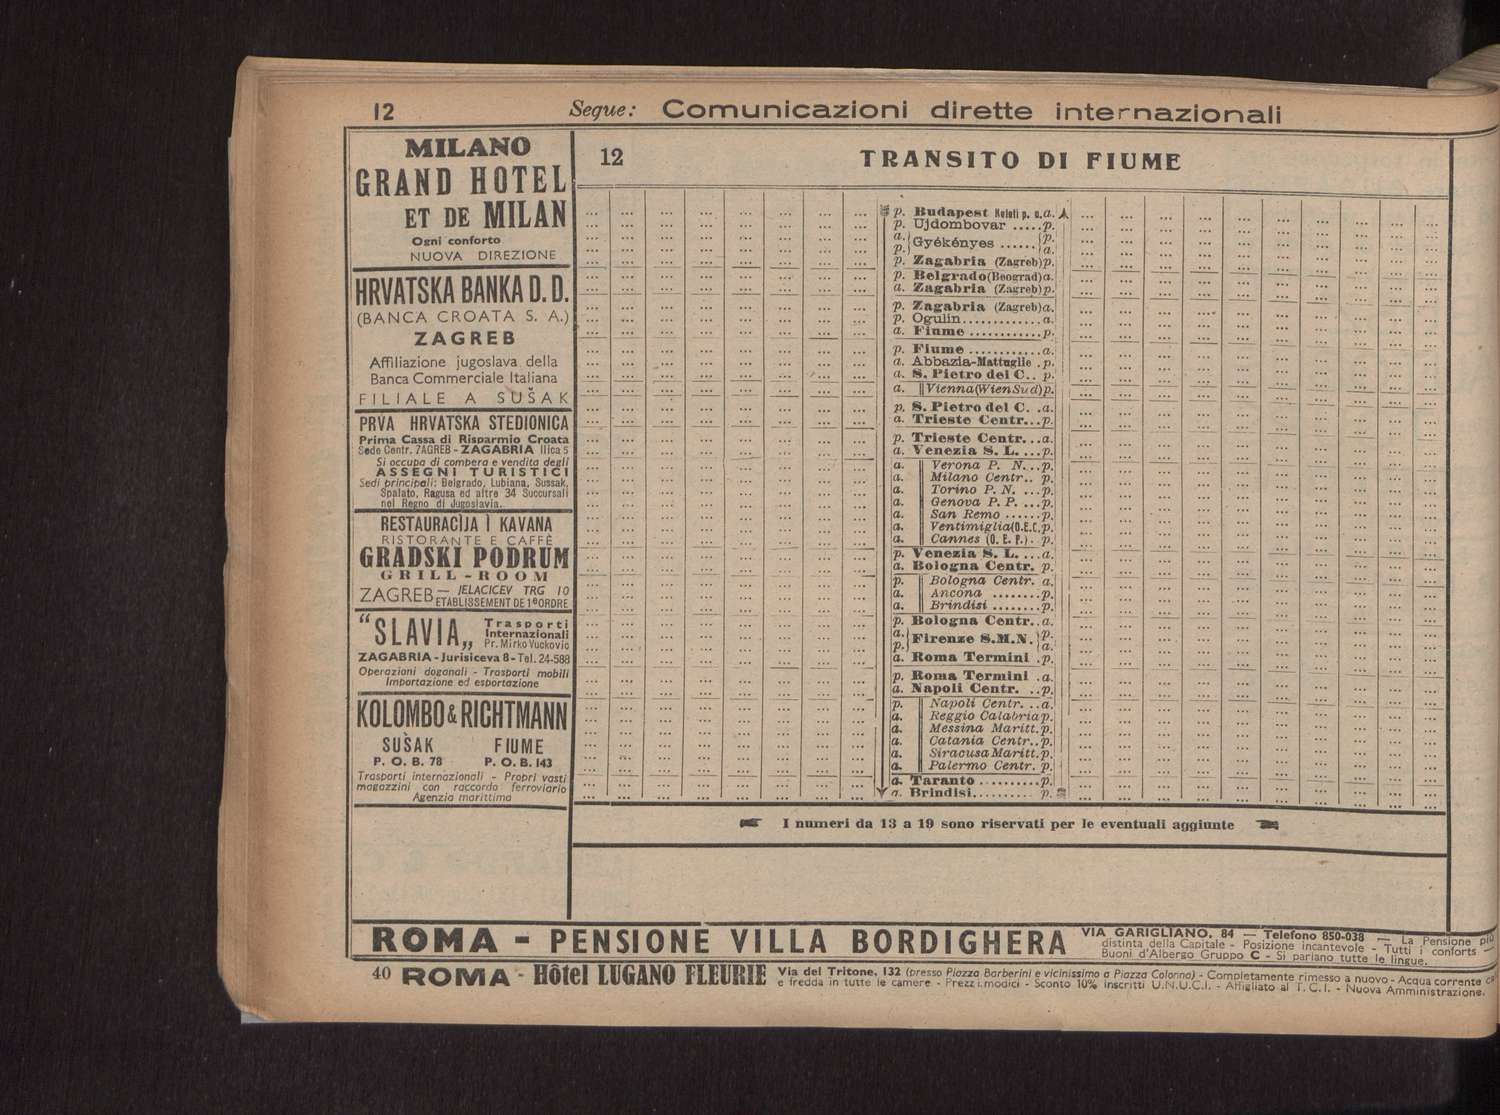 12
Segue: Comunicazioni dirette internazionali
MILANO
GRAND HOTEL
ET DE MILAN
Ogni conforto
NUOVA DIREZIONE
HRVATSKA BANKA D. D.
(BANCA CROATA S. A.)
ZAGREB
Affiliazione jugoslava della
Banca Commerciale Italiana
FILIALE A SUŠAK
PRVA HRVATSKA STEDIONICA
Prima Cassa di Risparmio Croata
Sede Centr. ZAGREB - ZAGABRIA Ilica 5
Si occupa di compera e vendita degli
ASSEGNI TURISTICI
Sedi principali: Belgrado, Lubiana, Sussak,
Spalato, Ragusa ed altre 34 Succursali
nel Regno di Jugoslavia.
RESTAURACIJA I KAVANA
RISTORANTE E CAFFÈ
GRADSKI PODRUM
GRILL-ROOM
ZAGREB — JELACICEV TRG 10
ETABLISSEMENT DE 1º ORDRE
"SLAVIA„ Trasporti
Internazionali
Pr. Mirko Vuckovic
ZAGABRIA - Jurisiceva 8 - Tel. 24-588
Operazioni doganali - Trasporti mobili
Importazione ed esportazione
KOLOMBO & RICHTMANN
SUŠAK FIUME
P. O. B. 78 P. O. B. 143
Trasporti internazionali - Propri vasti
magazzini con raccordo ferroviario
Agenzia marittima
12 TRANSITO DI FIUME
p. Budapest Keleti p. u. a.
p. Ujdombovar ..... p.
a. p. Gyékényes ...... p. a.
p. Zagabria (Zagreb) p.
p. Belgrado (Beograd) a.
a. Zagabria (Zagreb) p.
p. Zagabria (Zagreb) a.
p. Ogulin............ a.
a. Fiume ............ p.
p. Fiume ............ a.
a. Abbazia-Mattuglie . p.
a. S. Pietro del C.. p.
a. Vienna (Wien Sud) p.
p. S. Pietro del C. . a.
a. Trieste Centr... p.
p. Trieste Centr... a.
a. Venezia S. L. ... p.
a. Verona P. N... p.
a. Milano Centr.. p.
a. Torino P. N. ... p.
a. Genova P. P. ... p.
a. San Remo ...... p.
a. Ventimiglia (O.E.C. p.
a. Cannes (O. E. F.) . p.
p. Venezia S. L. ... a.
a. Bologna Centr. p.
p. Bologna Centr. a.
a. Ancona ........ p.
a. Brindisi ........ p.
p. Bologna Centr.. a.
a. p. Firenze S.M.N. p. a.
a. Roma Termini . p.
p. Roma Termini . a.
a. Napoli Centr. .. p.
p. Napoli Centr. .. a.
a. Reggio Calabria p.
a. Messina Maritt. p.
a. Catania Centr.. p.
a. Siracusa Maritt. p.
a. Palermo Centr. p.
a. Taranto .......... p.
a. Brindisi.......... p.
I numeri da 13 a 19 sono riservati per le eventuali aggiunte
ROMA - PENSIONE VILLA BORDIGHERA VIA GARIGLIANO, 84 — Telefono 850-038 — La Pensione più
distinta della Capitale - Posizione incantevole - Tutti i conforts —
Buoni d'Albergo Gruppo C - Si parlano tutte le lingue.
40 ROMA - Hôtel LUGANO FLEURIE Via del Tritone, 132 (presso Piazza Barberini e vicinissimo a Piazza Colonna) - Completamente rimesso a nuovo - Acqua corrente
e fredda in tutte le camere - Prezzi modici - Sconto 10% inscritti U.N.U.C.I. - Affigliato al T. C. I. - Nuova Amministrazione.